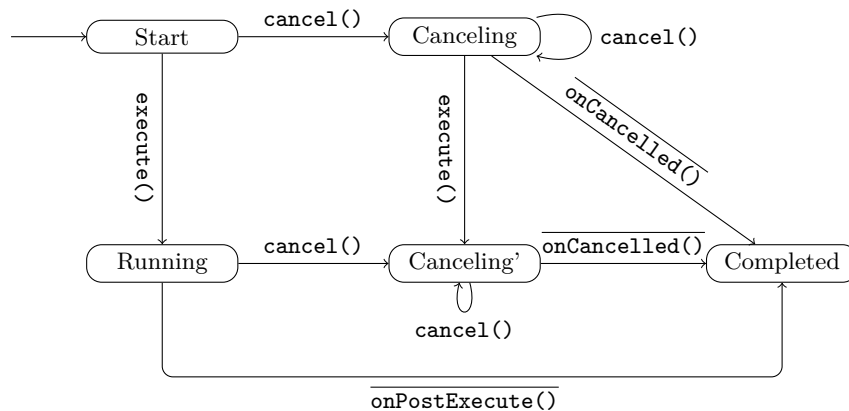 Start
cancel()
Canceling
cancel()
execute()
execute()
onCancelled()
Running
cancel()
Canceling’
onCancelled()
Completed
cancel()
onPostExecute()